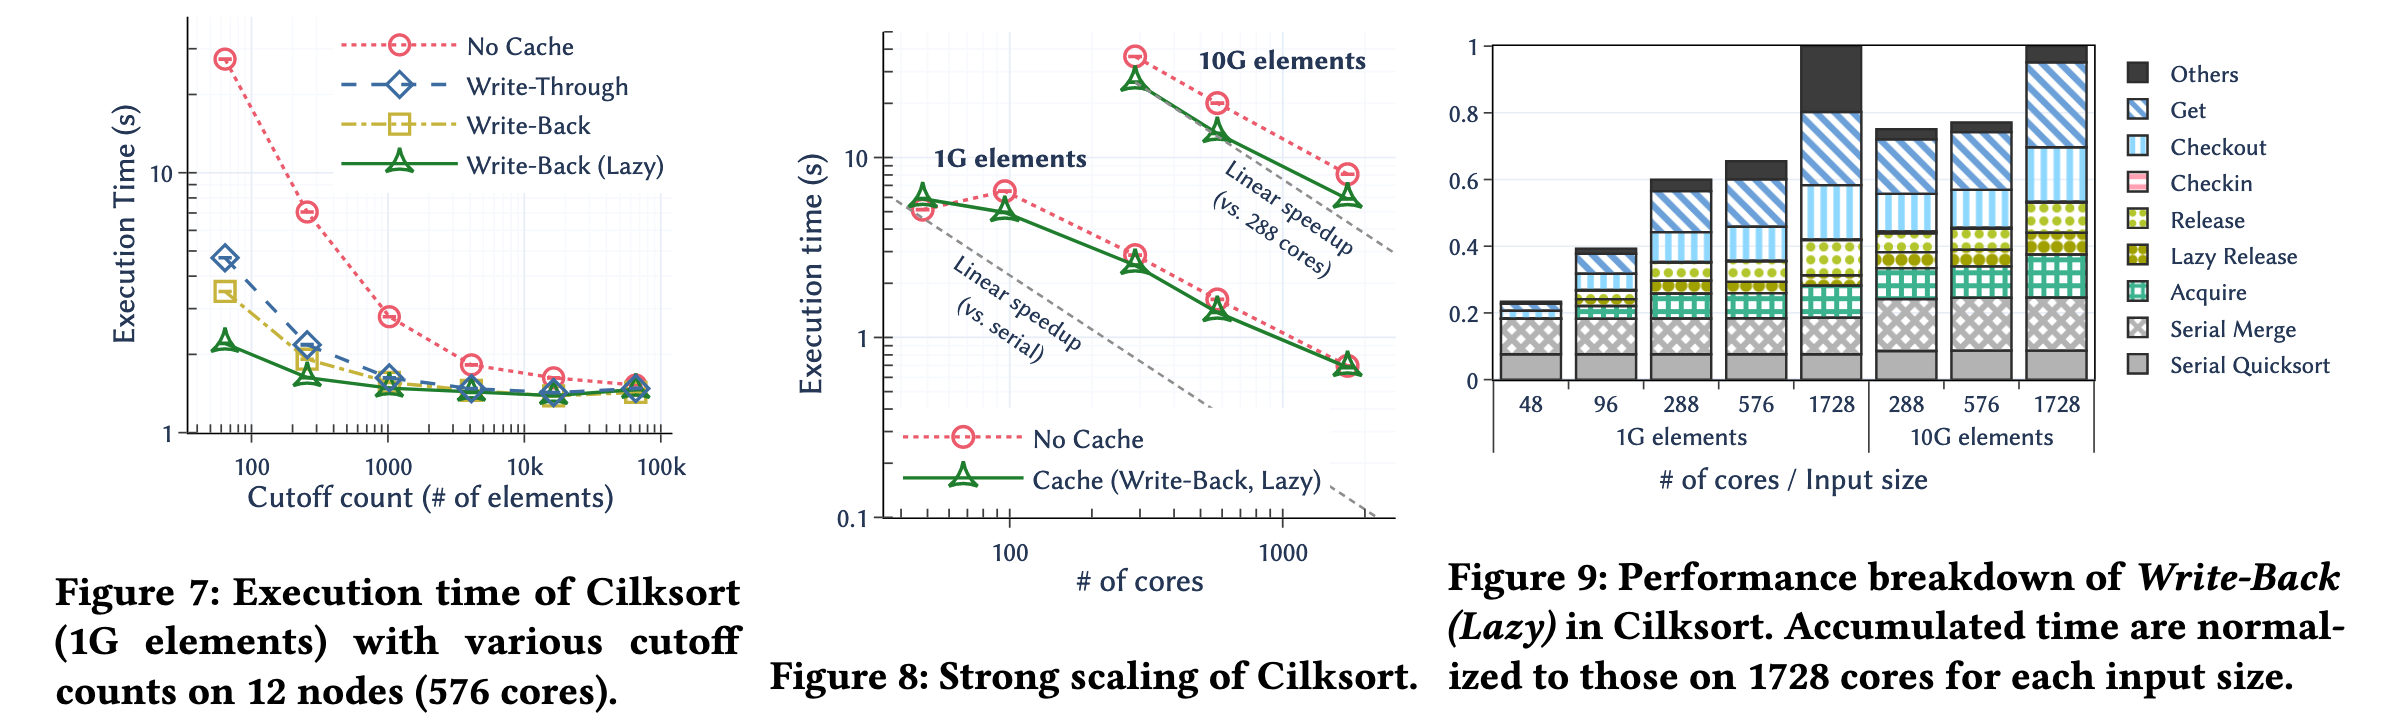 No Cache
Write-Through
Write-Back
Write-Back (Lazy)
Execution Time (s)
10
1
100
1000
10k
100k
Cutoff count (# of elements)
Figure 7: Execution time of Cilksort
(1G elements) with various cutoff
counts on 12 nodes (576 cores).
10G elements
1G elements
Execution time (s)
10
1
0.1
Linear speedup
(vs. 288 cores)
Linear speedup
(vs. serial)
No Cache
Cache (Write-Back, Lazy)
100
1000
# of cores
Figure 8: Strong scaling of Cilksort.
1
0.8
0.6
0.4
0.2
0
48
96
288
576
1728
288
576
1728
1G elements
10G elements
# of cores / Input size
Others
Get
Checkout
Checkin
Release
Lazy Release
Acquire
Serial Merge
Serial Quicksort
Figure 9: Performance breakdown of Write-Back
(Lazy) in Cilksort. Accumulated time are normal-
ized to those on 1728 cores for each input size.